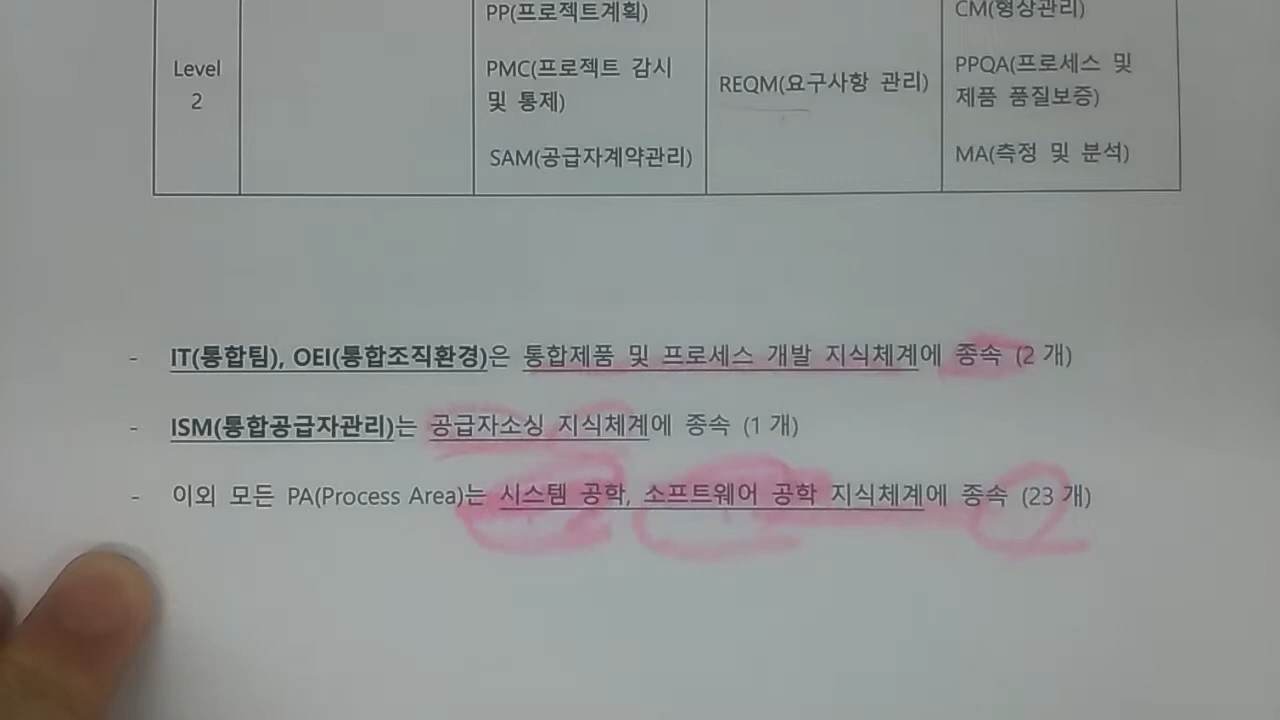 PP(프로젝트계획)
CM(형상관리)
Level
2
PMC(프로젝트 감시
및 통제)
SAM(공급자계약관리)
REQM(요구사항 관리)
PPQA(프로세스 및
제품 품질보증)
MA(측정 및 분석)
- IT(통합팀), OEI(통합조직환경)은 통합제품 및 프로세스 개발 지식체계에 종속 (2 개)
- ISM(통합공급자관리)는 공급자소싱 지식체계에 종속 (1 개)
- 이외 모든 PA(Process Area)는 시스템 공학, 소프트웨어 공학 지식체계에 종속 (23 개)